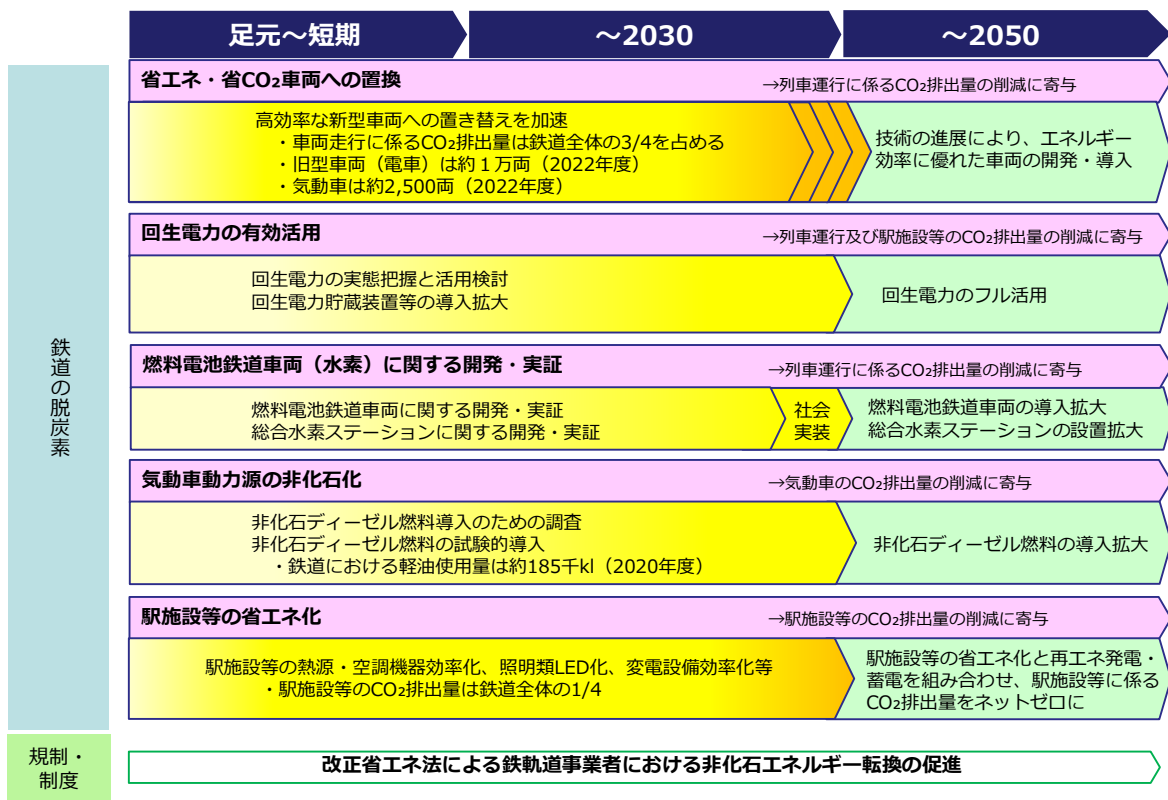 足元~短期
~2030
~2050
鉄道の脱炭素
省エネ・省CO₂車両への置換
→列車運行に係るCO₂排出量の削減に寄与
高効率な新型車両への置き替えを加速
・車両走行に係るCO₂排出量は鉄道全体の3/4を占める
・旧型車両(電車)は約1万両(2022年度)
・気動車は約2,500両(2022年度)
技術の進展により、エネルギー
効率に優れた車両の開発・導入
回生電力の有効活用
→列車運行及び駅施設等のCO₂排出量の削減に寄与
回生電力の実態把握と活用検討
回生電力貯蔵装置等の導入拡大
回生電力のフル活用
燃料電池鉄道車両(水素)に関する開発・実証
→列車運行に係るCO₂排出量の削減に寄与
燃料電池鉄道車両に関する開発・実証
総合水素ステーションに関する開発・実証
社会
実装
燃料電池鉄道車両の導入拡大
総合水素ステーションの設置拡大
気動車動力源の非化石化
→気動車のCO₂排出量の削減に寄与
非化石ディーゼル燃料導入のための調査
非化石ディーゼル燃料の試験的導入
・鉄道における軽油使用量は約185千kl(2020年度)
非化石ディーゼル燃料の導入拡大
駅施設等の省エネ化
→駅施設等のCO₂排出量の削減に寄与
駅施設等の熱源・空調機器効率化、照明類LED化、変電設備効率化等
・駅施設等のCO₂排出量は鉄道全体の1/4
駅施設等の省エネ化と再エネ発電・
蓄電を組み合わせ、駅施設等に係る
CO₂排出量をネットゼロに
規制・
制度
改正省エネ法による鉄軌道事業者における非化石エネルギー転換の促進